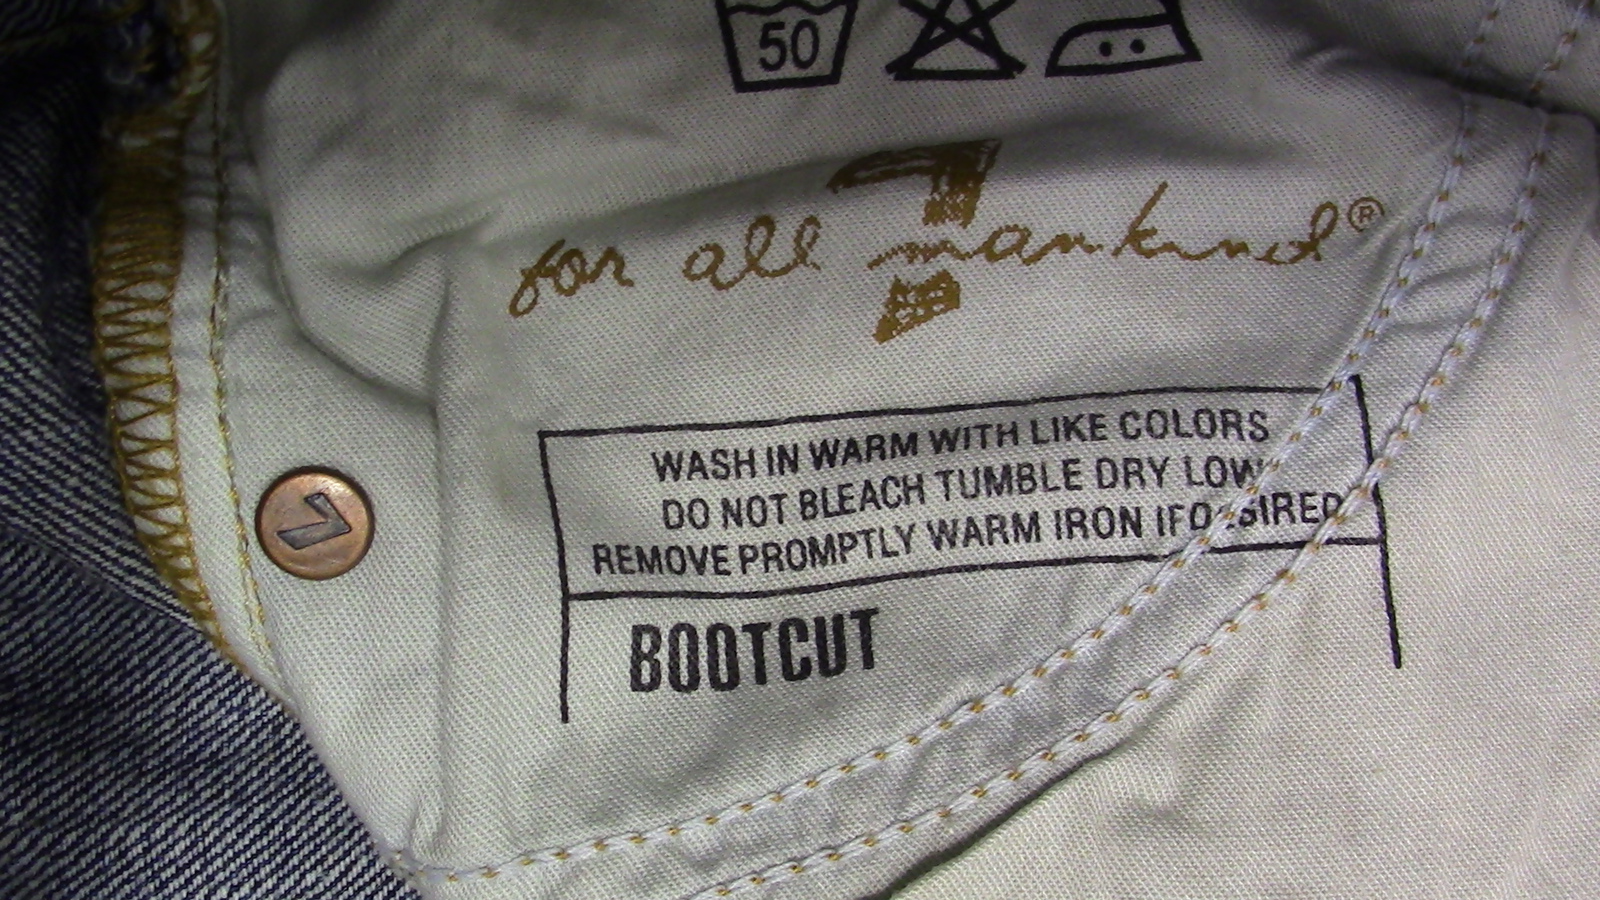 50
7
for all mankind®
WASH IN WARM WITH LIKE COLORS
DO NOT BLEACH TUMBLE DRY LOW
REMOVE PROMPTLY WARM IRON IF
BOOTCUT
7